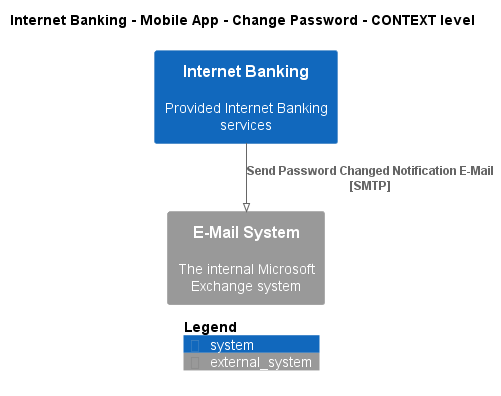 Internet Banking - Mobile App - Change Password - CONTEXT level
Internet Banking
Provided Internet Banking
services
Send Password Changed Notification E-Mail
[SMTP]
E-Mail System
The internal Microsoft
Exchange system
Legend
system
external_system